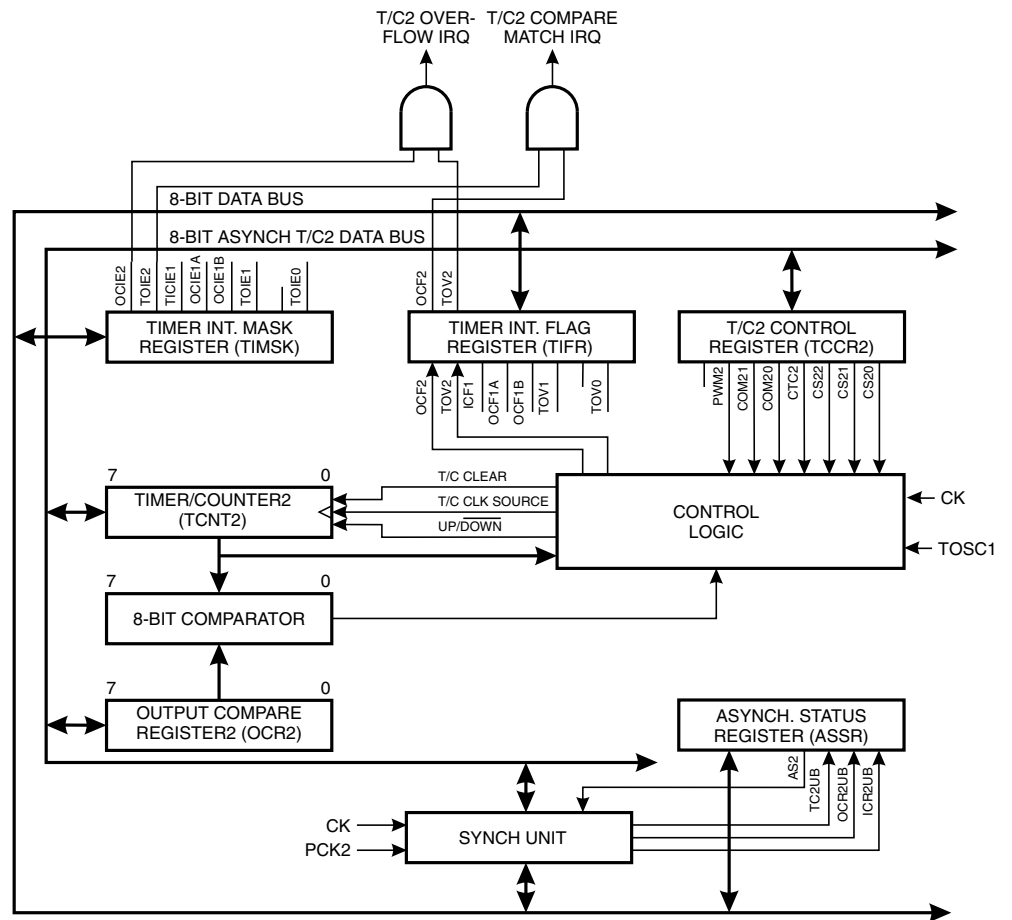 T/C2 OVER-
FLOW IRQ
T/C2 COMPARE
MATCH IRQ
8-BIT DATA BUS
8-BIT ASYNCH T/C2 DATA BUS
OCIE2
TOIE2
TICIE1
OCIE1A
OCIE1B
TOIE1
TOIE0
OCF2
TOV2
TIMER INT. MASK
REGISTER (TIMSK)
TIMER INT. FLAG
REGISTER (TIFR)
T/C2 CONTROL
REGISTER (TCCR2)
OCF2
TOV2
ICF1
OCF1A
OCF1B
TOV1
TOV0
PWM2
COM21
COM20
CTC2
CS22
CS21
CS20
7 0
TIMER/COUNTER2
(TCNT2)
T/C CLEAR
T/C CLK SOURCE
UP/DOWN
CONTROL
LOGIC
CK
TOSC1
7 0
8-BIT COMPARATOR
7 0
OUTPUT COMPARE
REGISTER2 (OCR2)
ASYNCH. STATUS
REGISTER (ASSR)
AS2
TC2UB
OCR2UB
ICR2UB
CK
PCK2
SYNCH UNIT